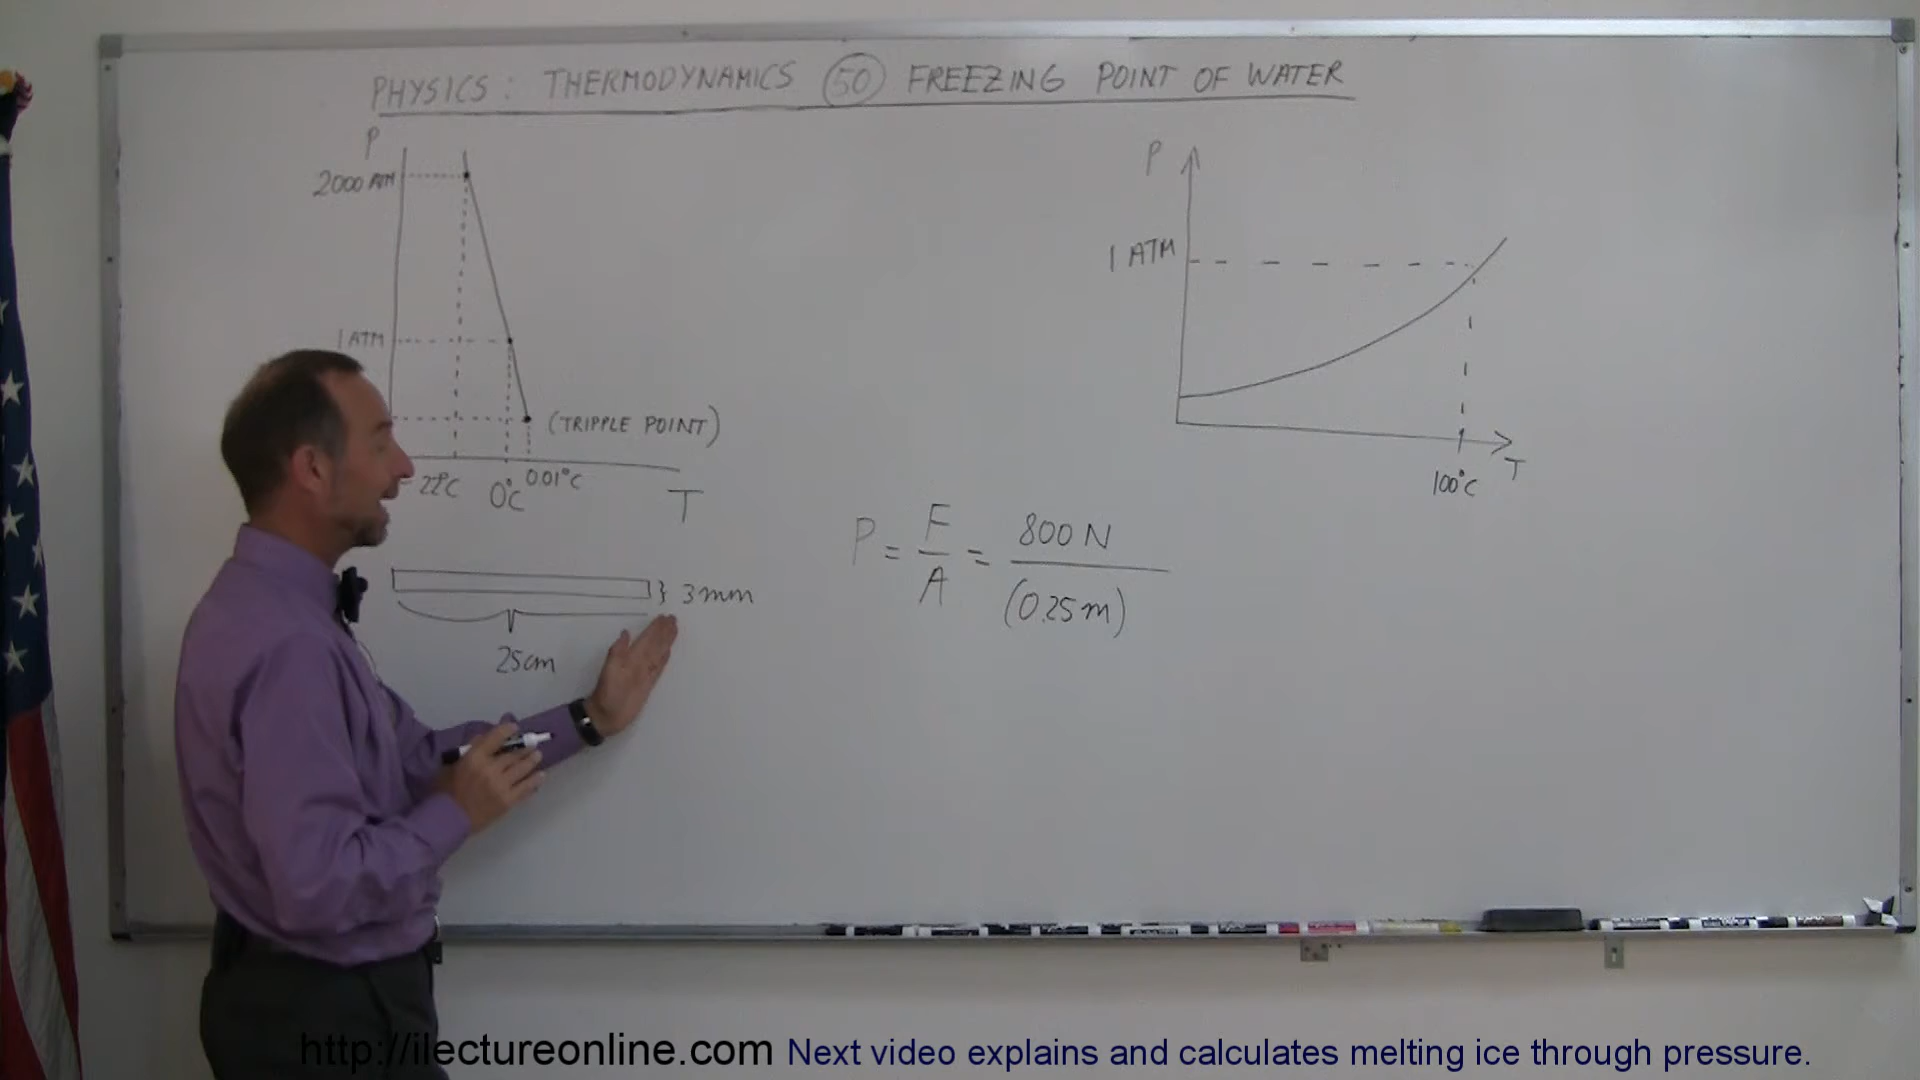 PHYSICS: THERMODYNAMICS 50 FREEZING POINT OF WATER
P
2000 ATM
1 ATM
(TRIPPLE POINT)
-22°C 0°C 0.01°C
T
3mm
25cm
P
1 ATM
100°C
T
P = F/A = 800 N / (0.25m)
http://ilectureonline.com Next video explains and calculates melting ice through pressure.